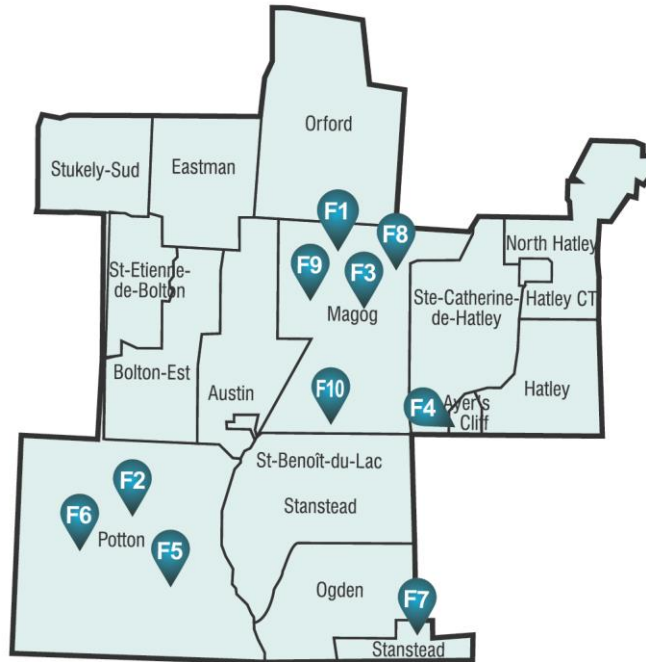 Orford
Stukely-Sud
Eastman
F1
F8
North Hatley
St-Etienne-
de-Bolton
F9
F3
Ste-Catherine-
de-Hatley
Hatley CT
Magog
Bolton-Est
Austin
F10
F4
Ayer's
Cliff
Hatley
St-Benoît-du-Lac
F2
Stanstead
F6
Potton
F5
Ogden
F7
Stanstead